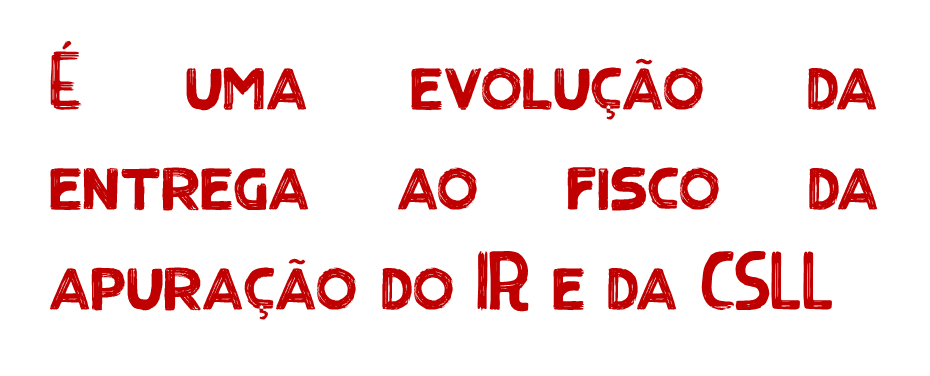 É uma evolução da
entrega ao fisco da
apuração do IR e da CSLL